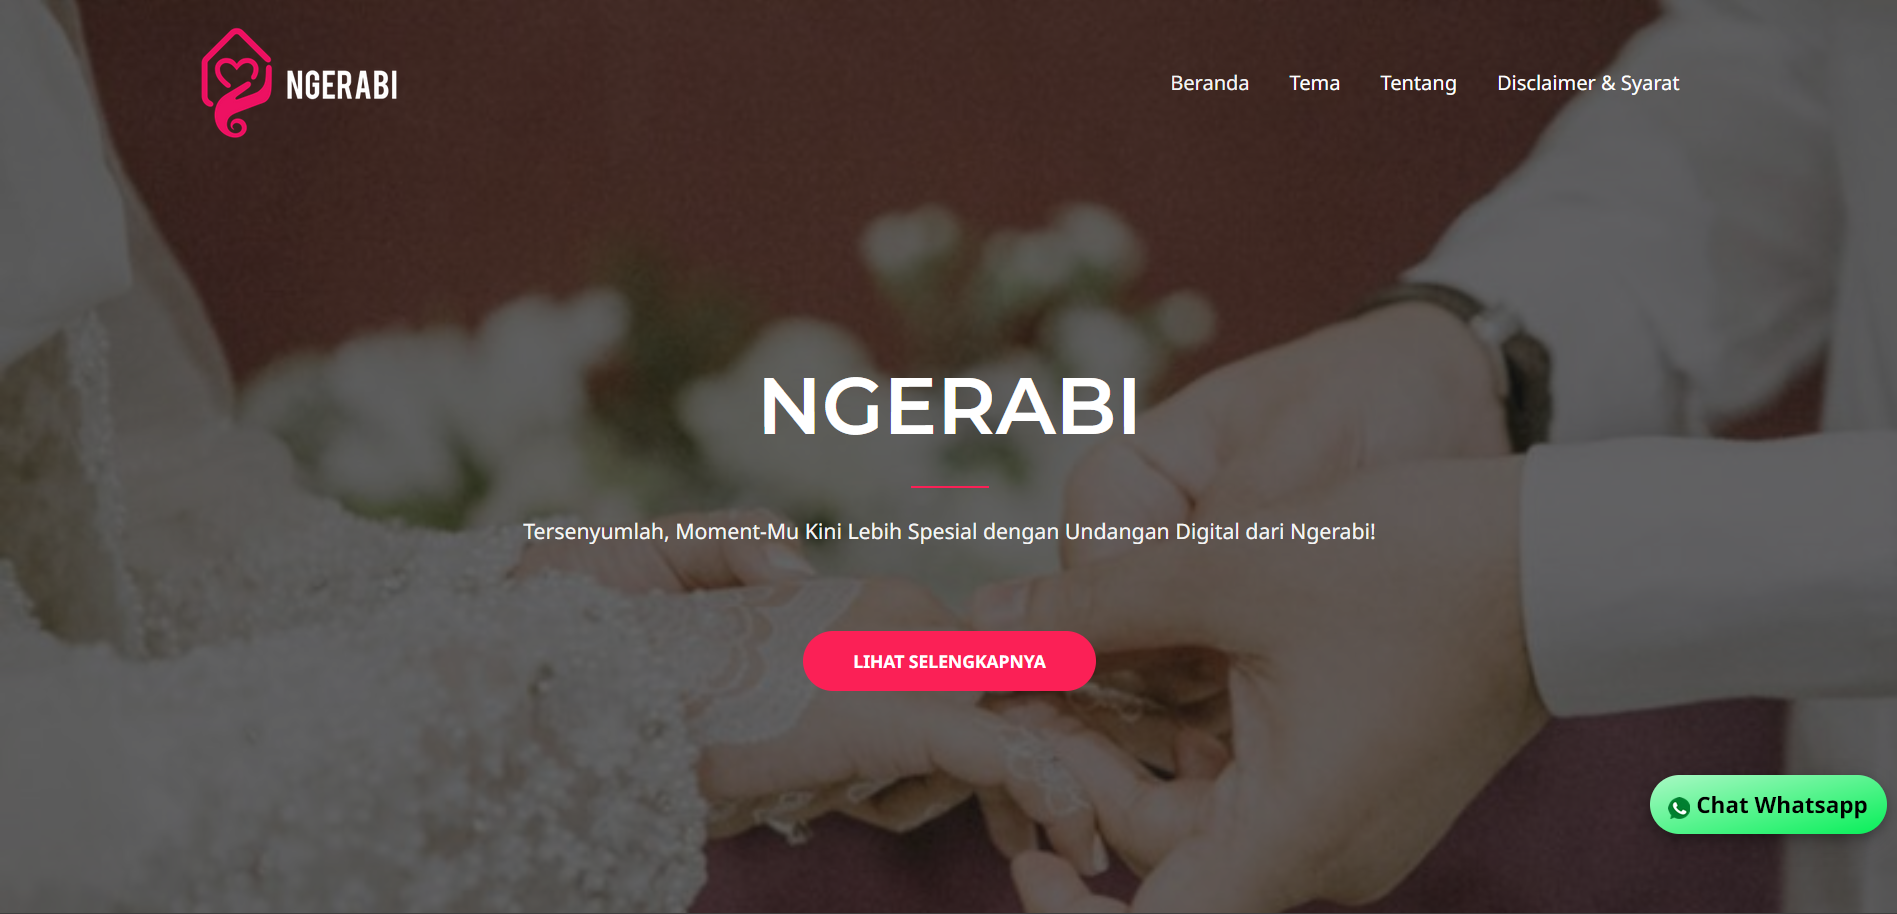 NGERABI
Beranda Tema Tentang Disclaimer & Syarat
NGERABI
Tersenyumlah, Moment-Mu Kini Lebih Spesial dengan Undangan Digital dari Ngerabi!
LIHAT SELENGKAPNYA
Chat Whatsapp